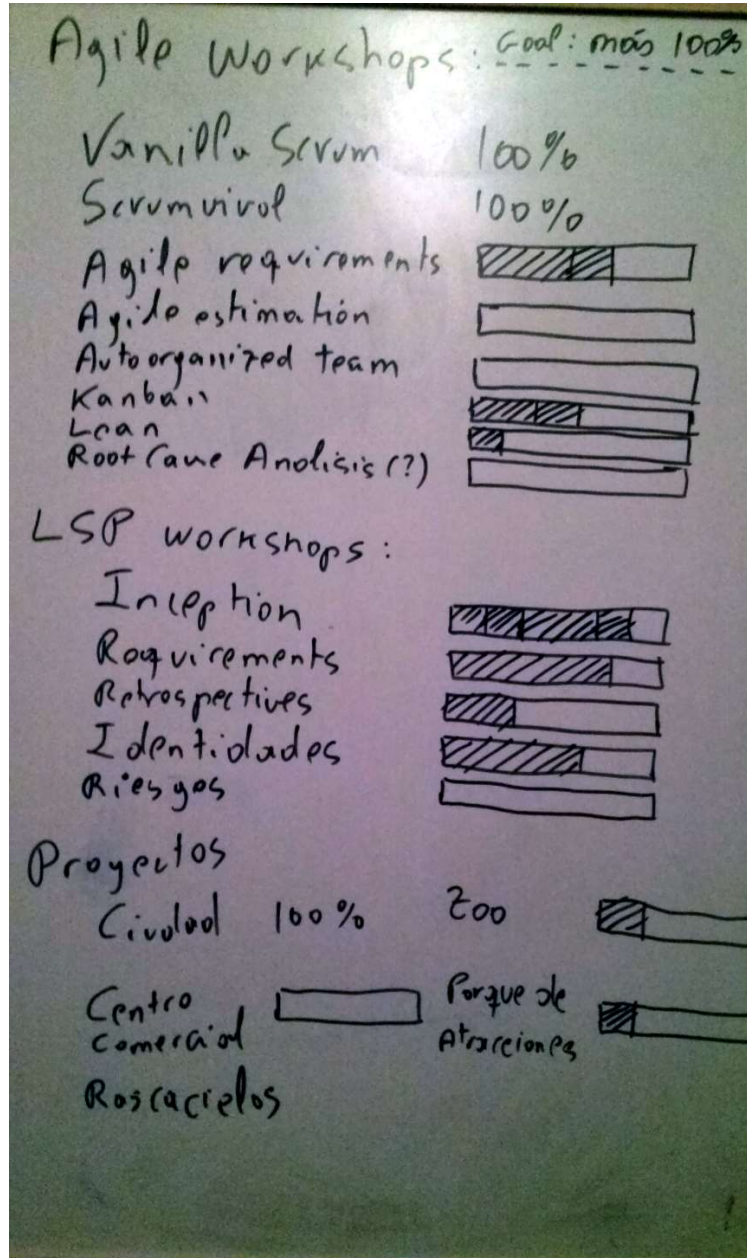 Agile workshops: Goal: más 100%
Vanilla Scrum 100%
Scrumvival 100%
Agile requirements
Agile estimation
Autoorganized team
Kanban
Lean
Root Cause Analisis (?)
LSP workshops:
Inception
Requirements
Retrospectives
Identidades
Riesgos
Proyectos
Ciudad 100% Zoo
Centro Parque de
comercial Atracciones
Rascacielos